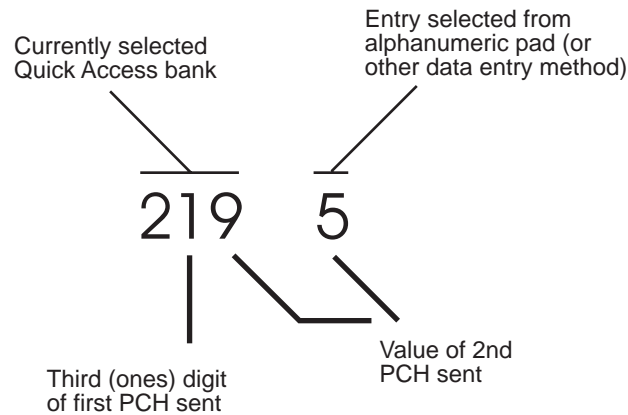 Currently selected
Quick Access bank
Entry selected from
alphanumeric pad (or
other data entry method)
219 5
Third (ones) digit
of first PCH sent
Value of 2nd
PCH sent